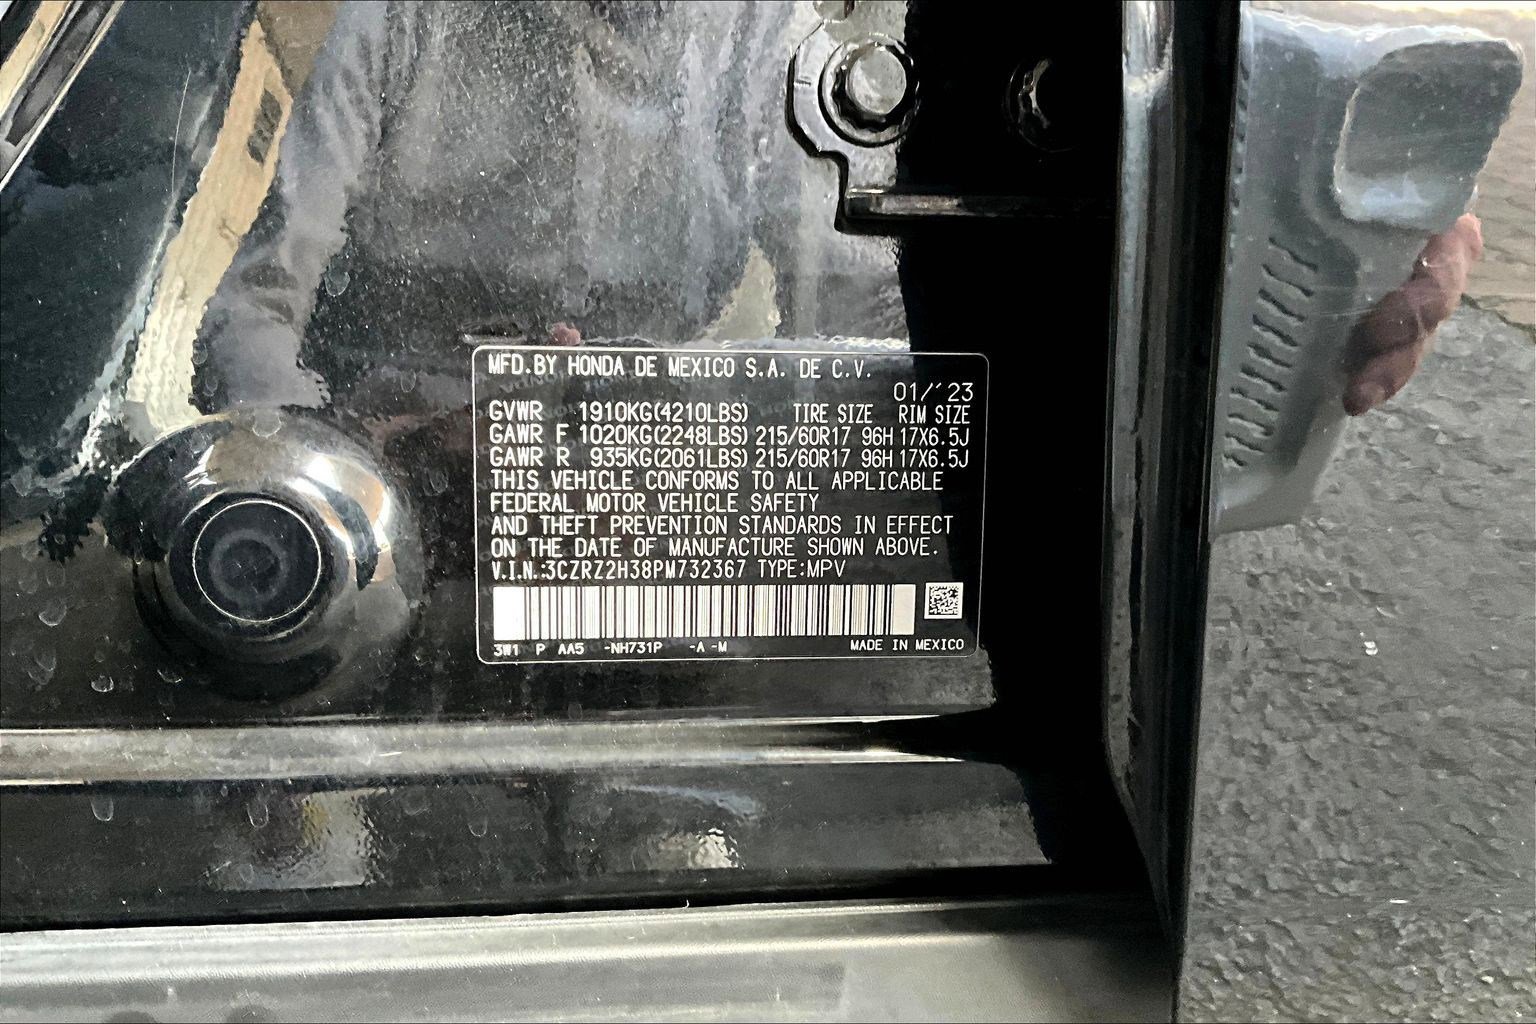 MFD.BY HONDA DE MEXICO S.A. DE C.V.
01/'23
GVWR 1910KG(4210LBS) TIRE SIZE RIM SIZE
GAWR F 1020KG(2248LBS) 215/60R17 96H 17X6.5J
GAWR R 935KG(2061LBS) 215/60R17 96H 17X6.5J
THIS VEHICLE CONFORMS TO ALL APPLICABLE
FEDERAL MOTOR VEHICLE SAFETY
AND THEFT PREVENTION STANDARDS IN EFFECT
ON THE DATE OF MANUFACTURE SHOWN ABOVE.
V.I.N.:3CZRZ2H38PM732367 TYPE:MPV
3W1 P AA5 -NH731P -A -M MADE IN MEXICO